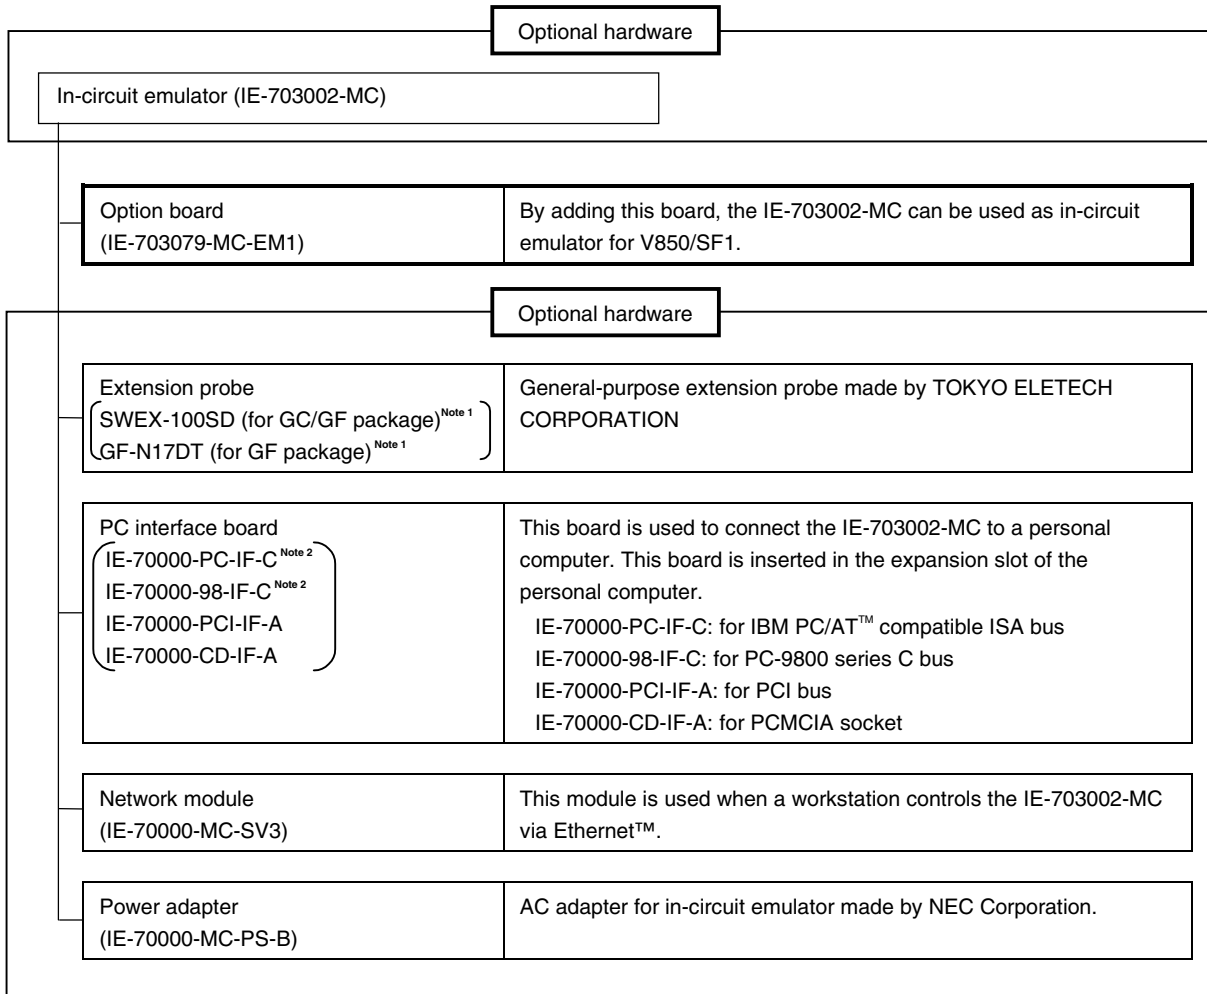 Optional hardware
In-circuit emulator (IE-703002-MC)
Option board
(IE-703079-MC-EM1)
By adding this board, the IE-703002-MC can be used as in-circuit
emulator for V850/SF1.
Optional hardware
Extension probe
SWEX-100SD (for GC/GF package) Note 1
GF-N17DT (for GF package) Note 1
General-purpose extension probe made by TOKYO ELETECH
CORPORATION
PC interface board
IE-70000-PC-IF-C Note 2
IE-70000-98-IF-C Note 2
IE-70000-PCI-IF-A
IE-70000-CD-IF-A
This board is used to connect the IE-703002-MC to a personal
computer. This board is inserted in the expansion slot of the
personal computer.
IE-70000-PC-IF-C: for IBM PC/AT™ compatible ISA bus
IE-70000-98-IF-C: for PC-9800 series C bus
IE-70000-PCI-IF-A: for PCI bus
IE-70000-CD-IF-A: for PCMCIA socket
Network module
(IE-70000-MC-SV3)
This module is used when a workstation controls the IE-703002-MC
via Ethernet™.
Power adapter
(IE-70000-MC-PS-B)
AC adapter for in-circuit emulator made by NEC Corporation.